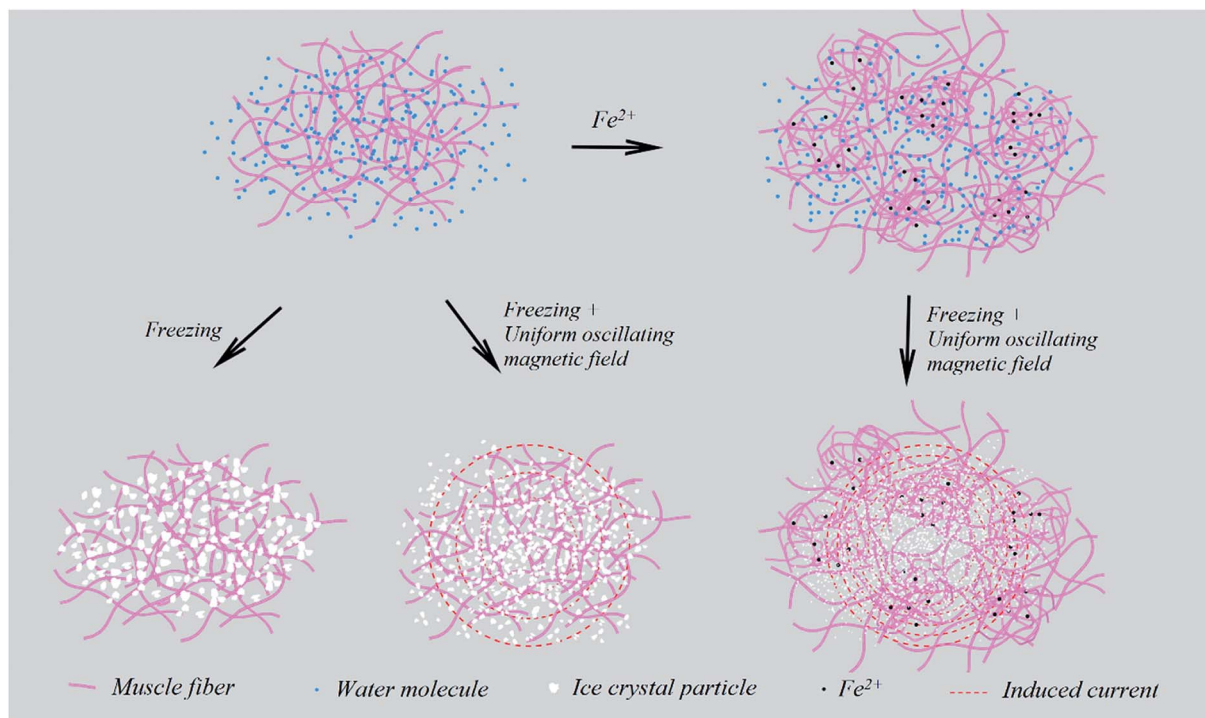 Fe²⁺
Freezing
Freezing +
Uniform oscillating
magnetic field
Freezing +
Uniform oscillating
magnetic field
Muscle fiber
Water molecule
Ice crystal particle
Fe²⁺
Induced current